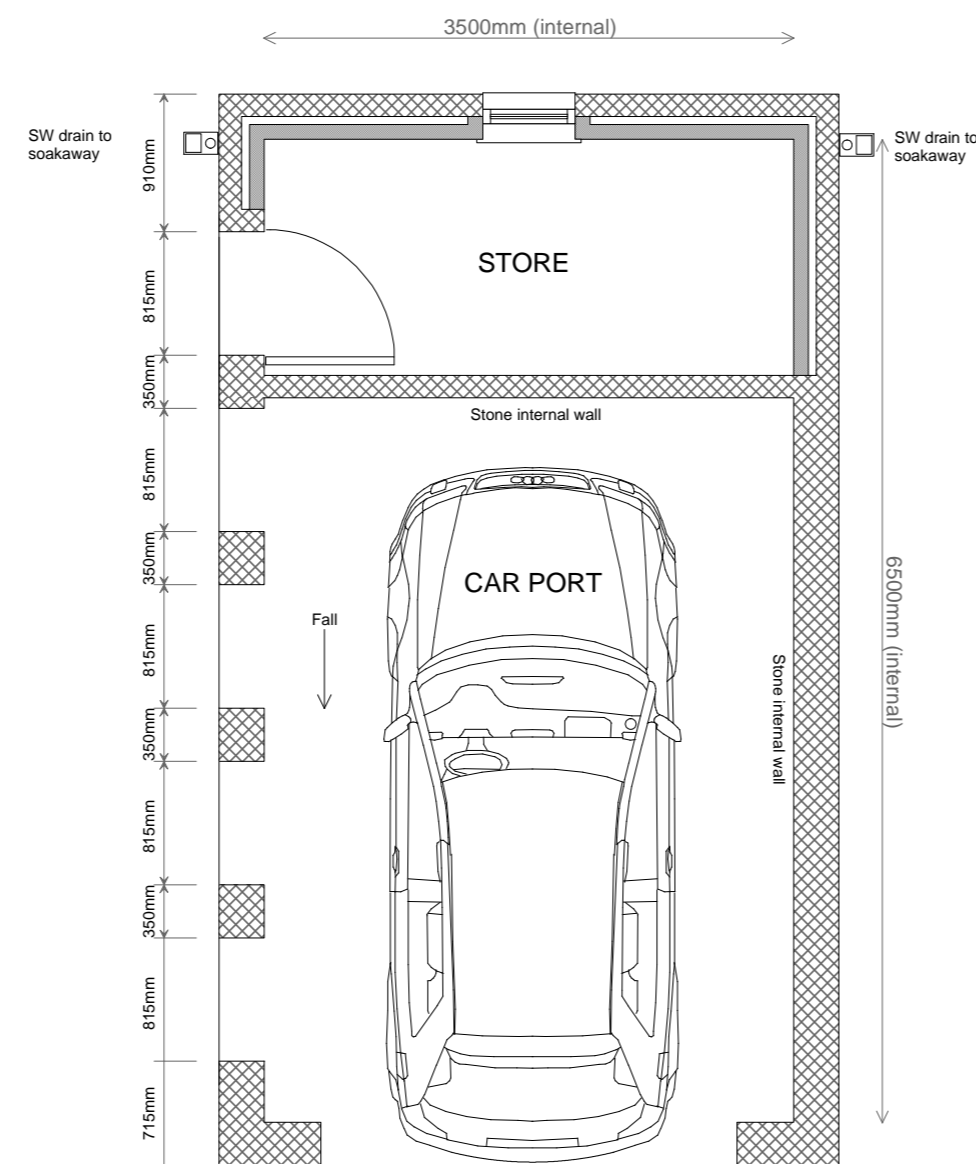 3500mm (internal)
SW drain to
soakaway
SW drain to
soakaway
910mm
815mm
350mm
815mm
350mm
815mm
350mm
815mm
350mm
815mm
715mm
STORE
Stone internal wall
CAR PORT
Fall
Stone internal wall
6500mm (internal)